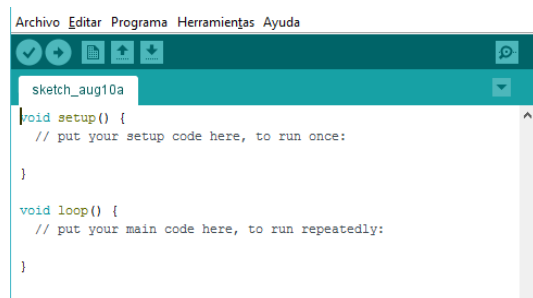 Archivo Editar Programa Herramientas Ayuda
sketch_aug10a
void setup() {
  // put your setup code here, to run once:
}
void loop() {
  // put your main code here, to run repeatedly:
}